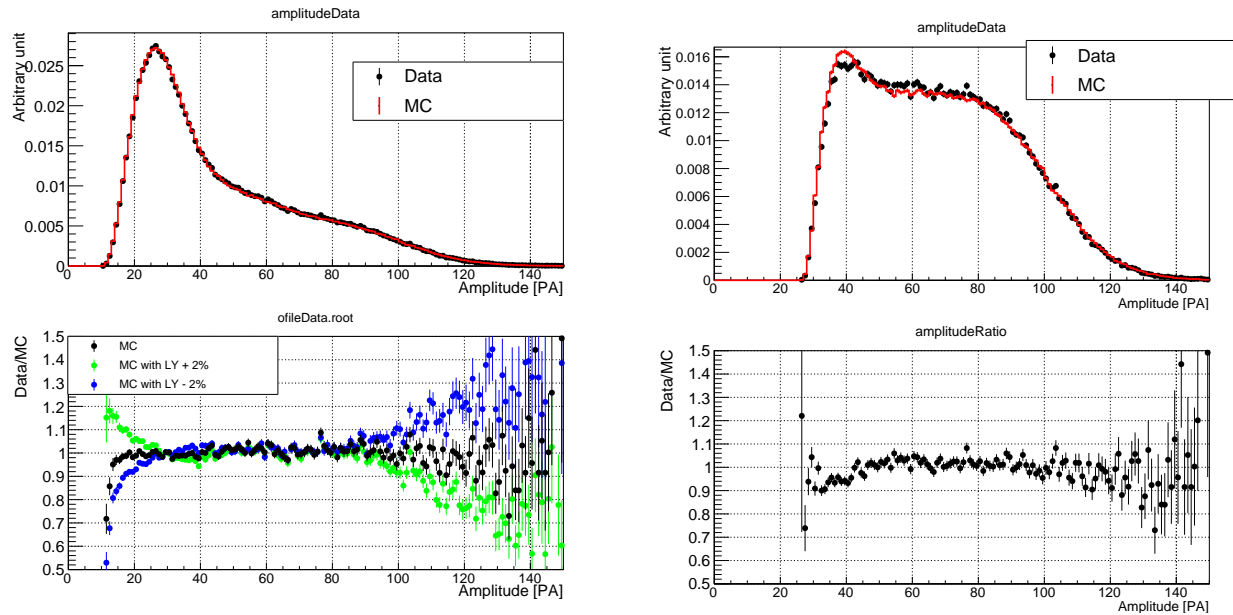 amplitudeData
Arbitrary unit
0.025
0.02
0.015
0.01
0.005
0
Data
MC
0 20 40 60 80 100 120 140
Amplitude [PA]
amplitudeData
Arbitrary unit
0.016
0.014
0.012
0.01
0.008
0.006
0.004
0.002
0
Data
MC
0 20 40 60 80 100 120 140
Amplitude [PA]
ofileData.root
Data/MC
1.5
1.4
1.3
1.2
1.1
1
0.9
0.8
0.7
0.6
0.5
MC
MC with LY + 2%
MC with LY - 2%
0 20 40 60 80 100 120 140
Amplitude [PA]
amplitudeRatio
Data/MC
1.5
1.4
1.3
1.2
1.1
1
0.9
0.8
0.7
0.6
0.5
0 20 40 60 80 100 120 140
Amplitude [PA]